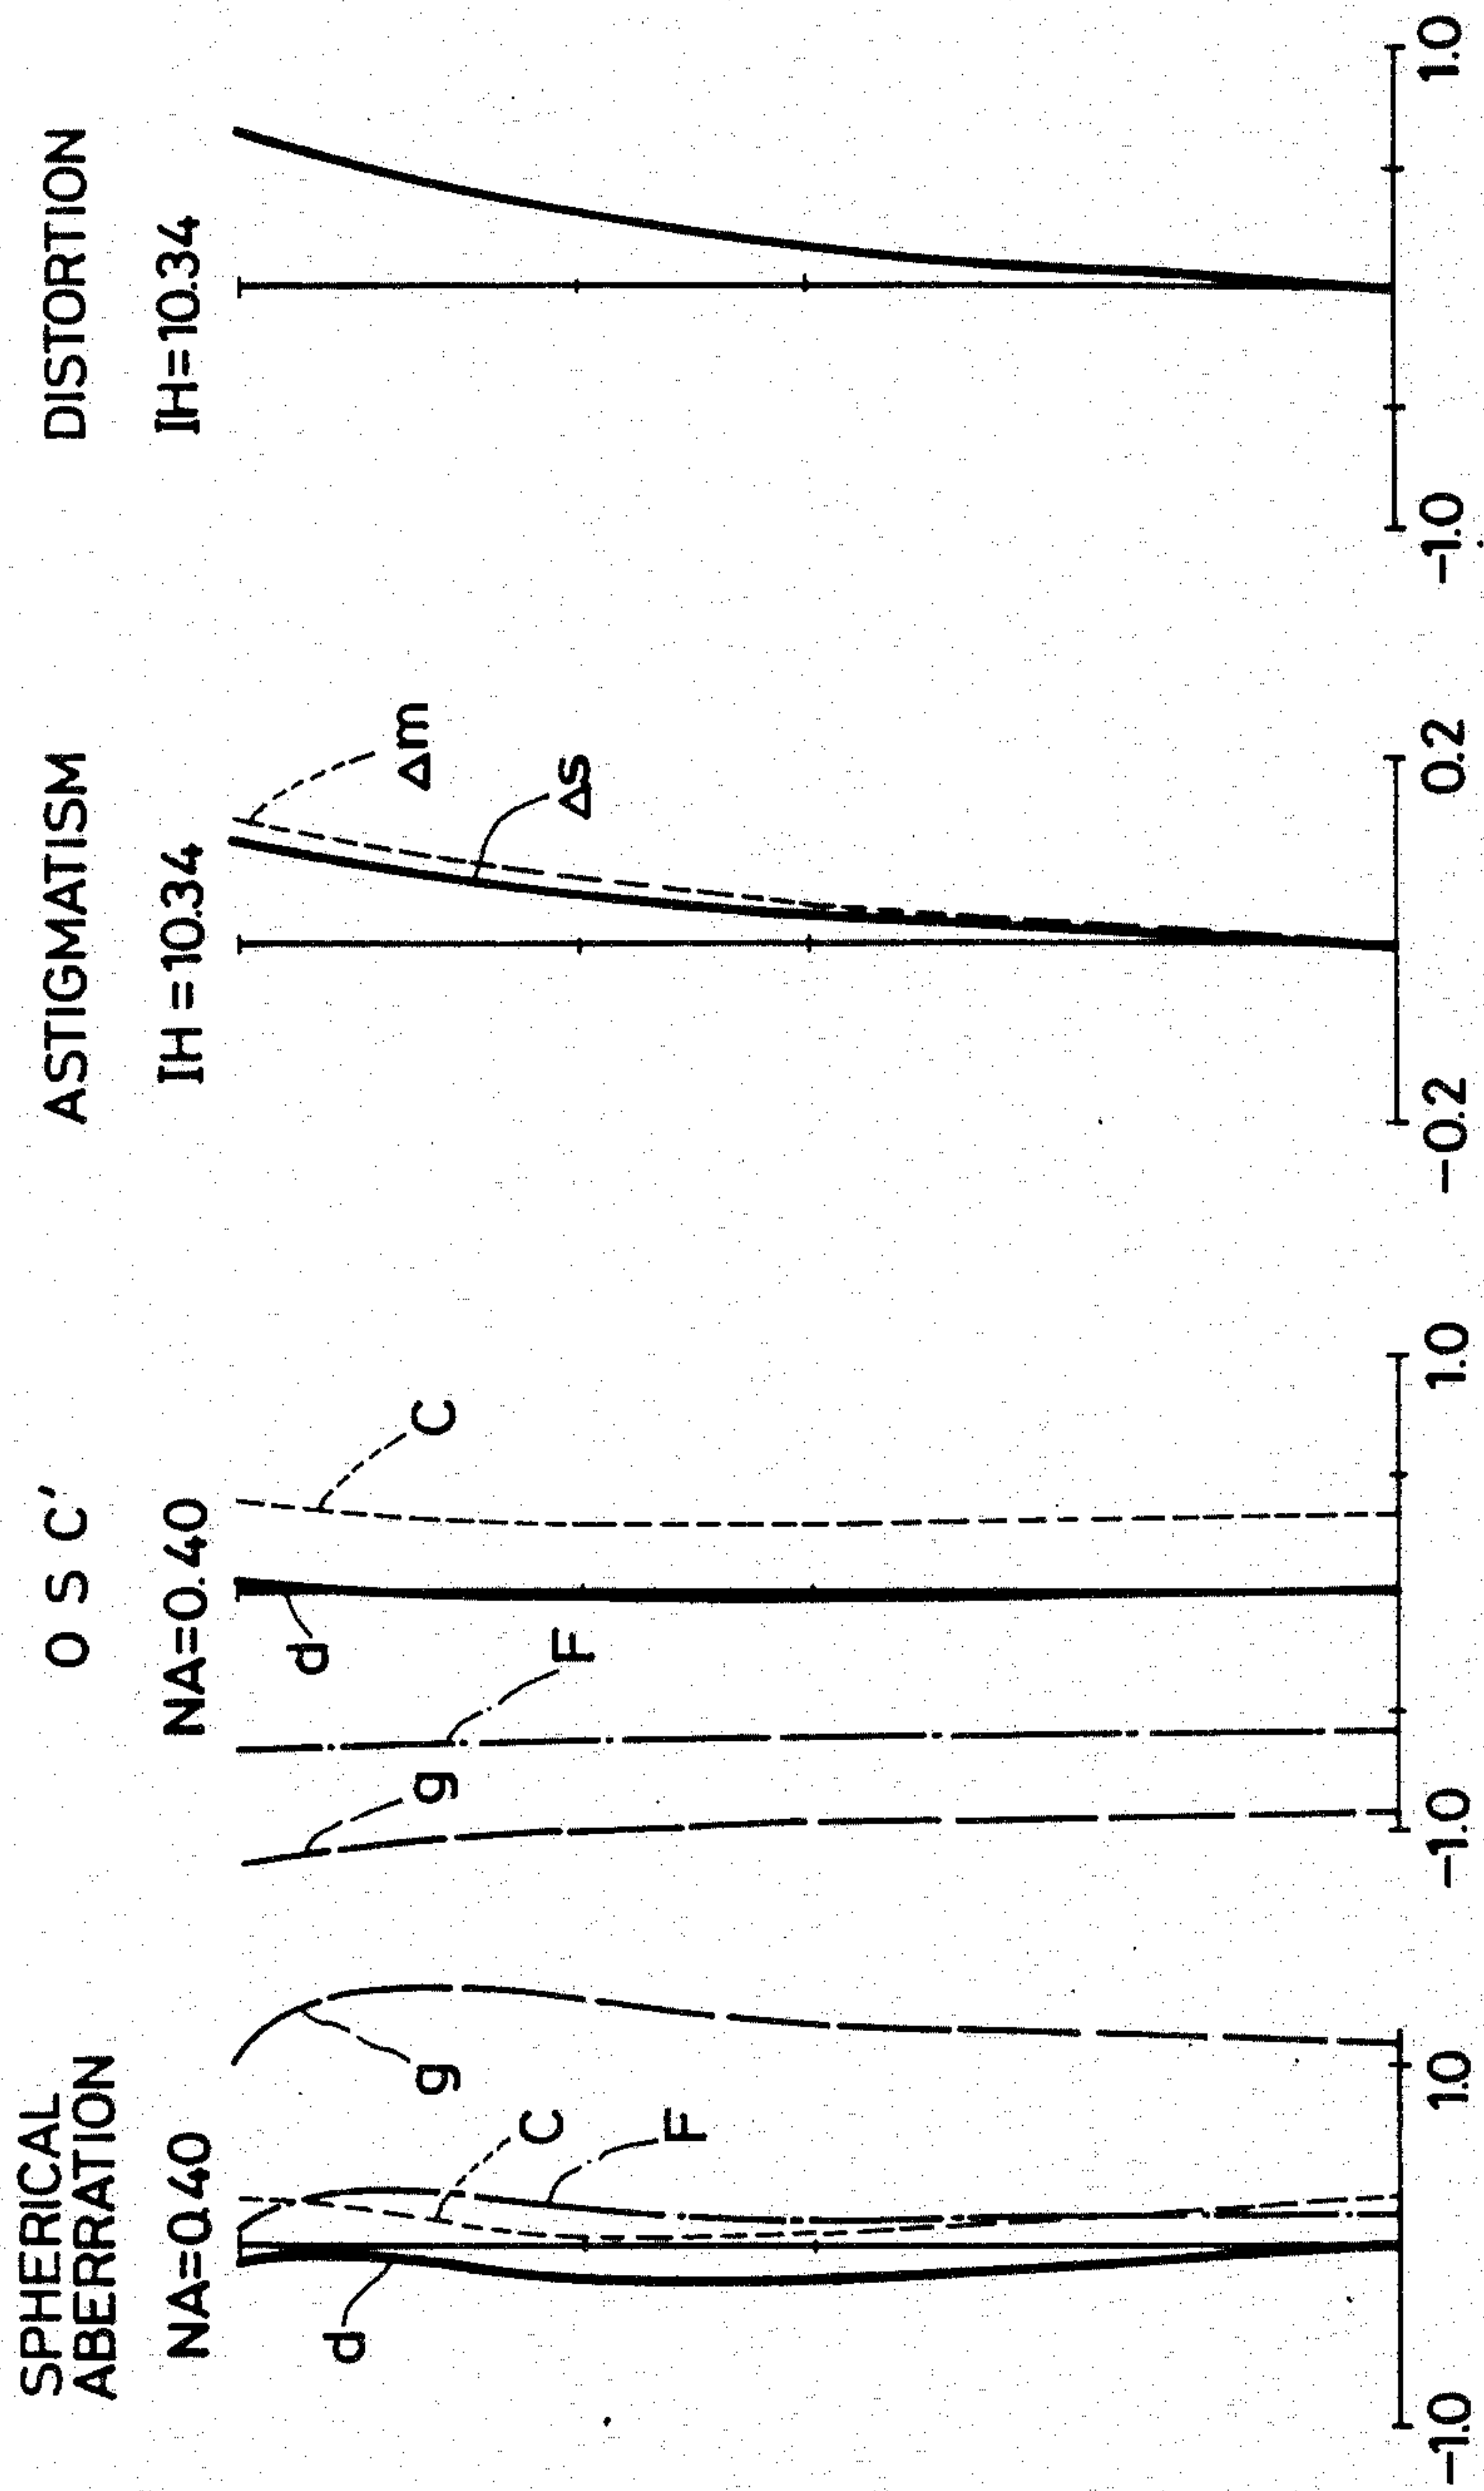 SPHERICAL
ABERRATION
NA=0.40
g
C
F
d
-1.0
1.0
O S C'
NA=0.40
C
d
F
g
-1.0
1.0
ASTIGMATISM
IH=10.34
Δm
Δs
-0.2
0.2
DISTORTION
IH=10.34
-1.0
1.0